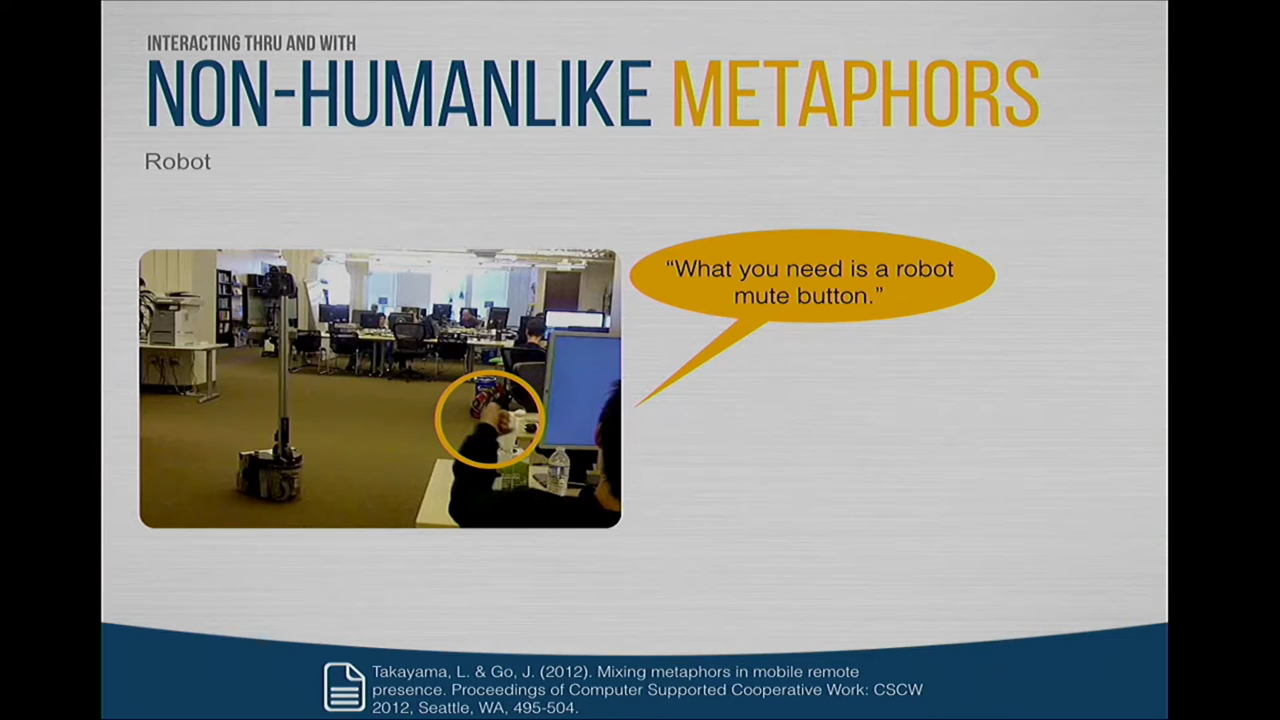 INTERACTING THRU AND WITH
NON-HUMANLIKE METAPHORS
Robot
“What you need is a robot
mute button.”
Takayama, L. & Go, J. (2012). Mixing metaphors in mobile remote
presence. Proceedings of Computer Supported Cooperative Work: CSCW
2012, Seattle, WA, 495-504.